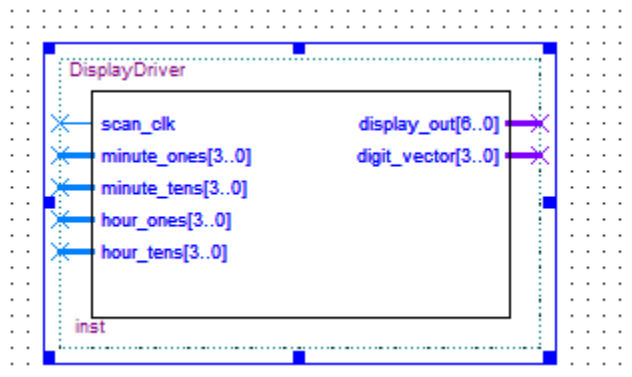 DisplayDriver
scan_clk display_out[6..0]
minute_ones[3..0] digit_vector[3..0]
minute_tens[3..0]
hour_ones[3..0]
hour_tens[3..0]
inst